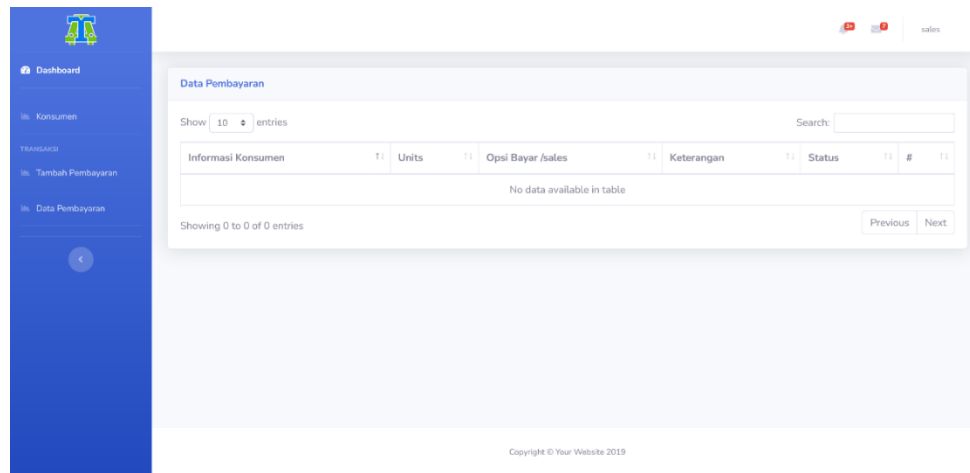 3+
7
sales
Dashboard
Konsumen
TRANSAKSI
Tambah Pembayaran
Data Pembayaran
Data Pembayaran
Show 10 entries
Search:
Informasi Konsumen Units Opsi Bayar /sales Keterangan Status #
No data available in table
Showing 0 to 0 of 0 entries
Previous Next
Copyright © Your Website 2019